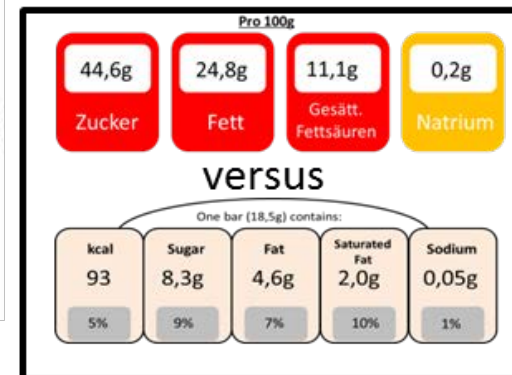 Pro 100g
44,6g 24,8g 11,1g 0,2g
Zucker Fett Gesätt. Fettsäuren Natrium
versus
One bar (18,5g) contains:
kcal Sugar Fat Saturated Fat Sodium
93 8,3g 4,6g 2,0g 0,05g
5% 9% 7% 10% 1%